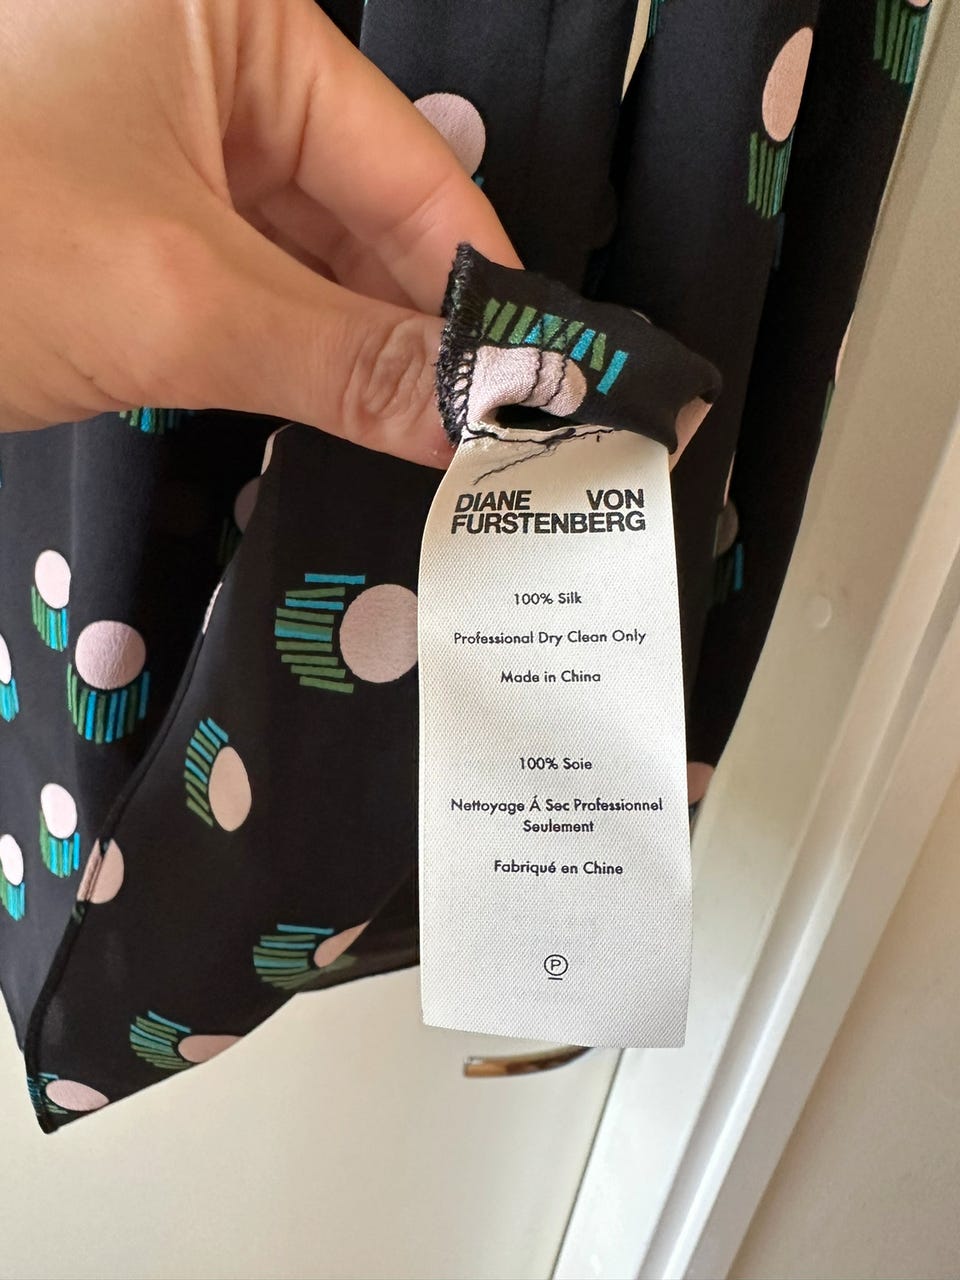 DIANE VON
FURSTENBERG
100% Silk
Professional Dry Clean Only
Made in China
100% Soie
Nettoyage Á Sec Professionnel
Seulement
Fabriqué en Chine
P